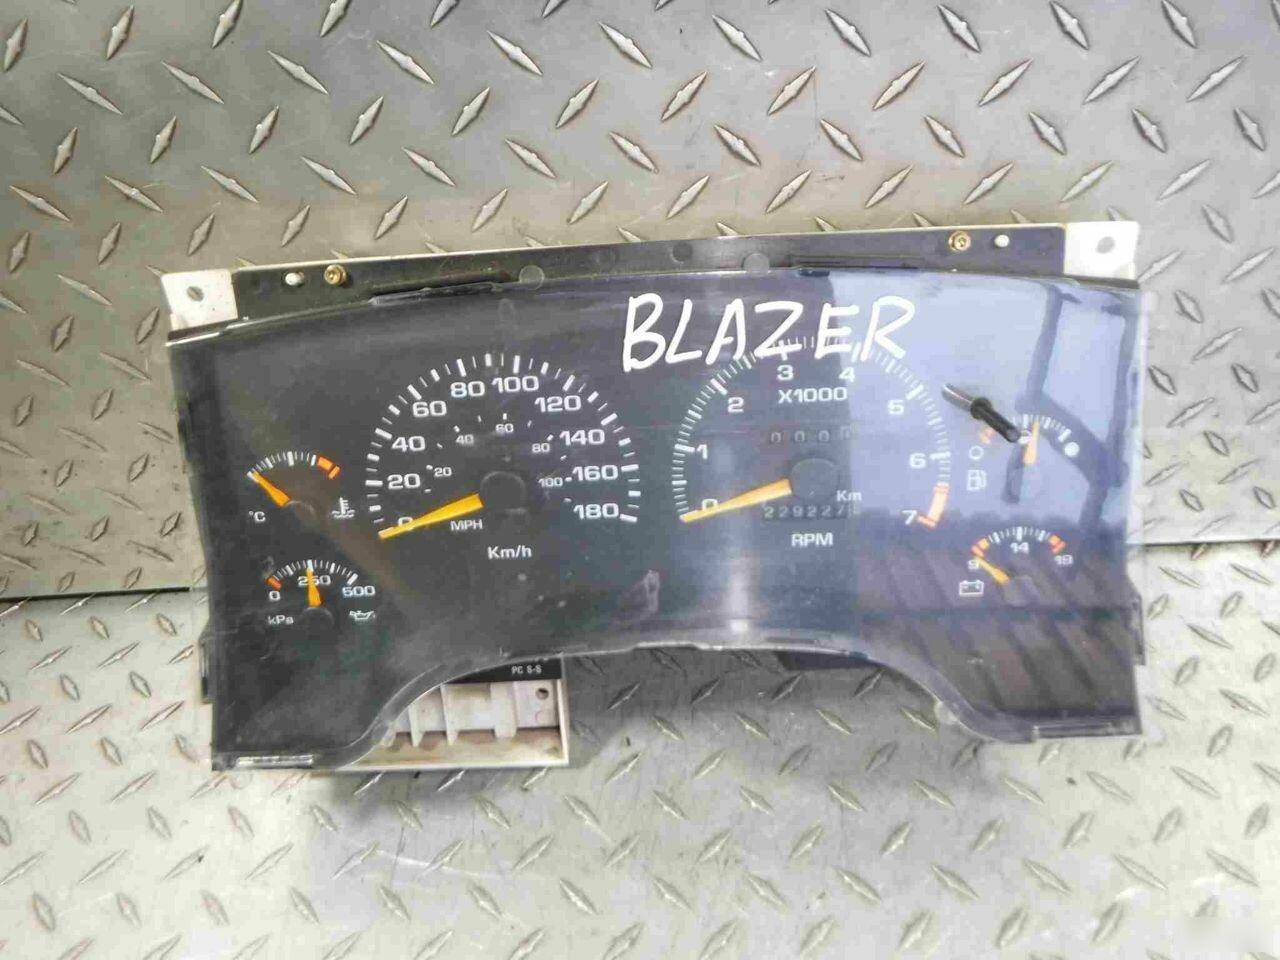 BLAZER
80 100
60 120
40 140
20 160
0 180
20 40 60 80 100
MPH
Km/h
°C
0 250 500
kPa
3 4
2 X1000 5
1 6
0 7
Km
229227
RPM
9 14 19
PC S-S